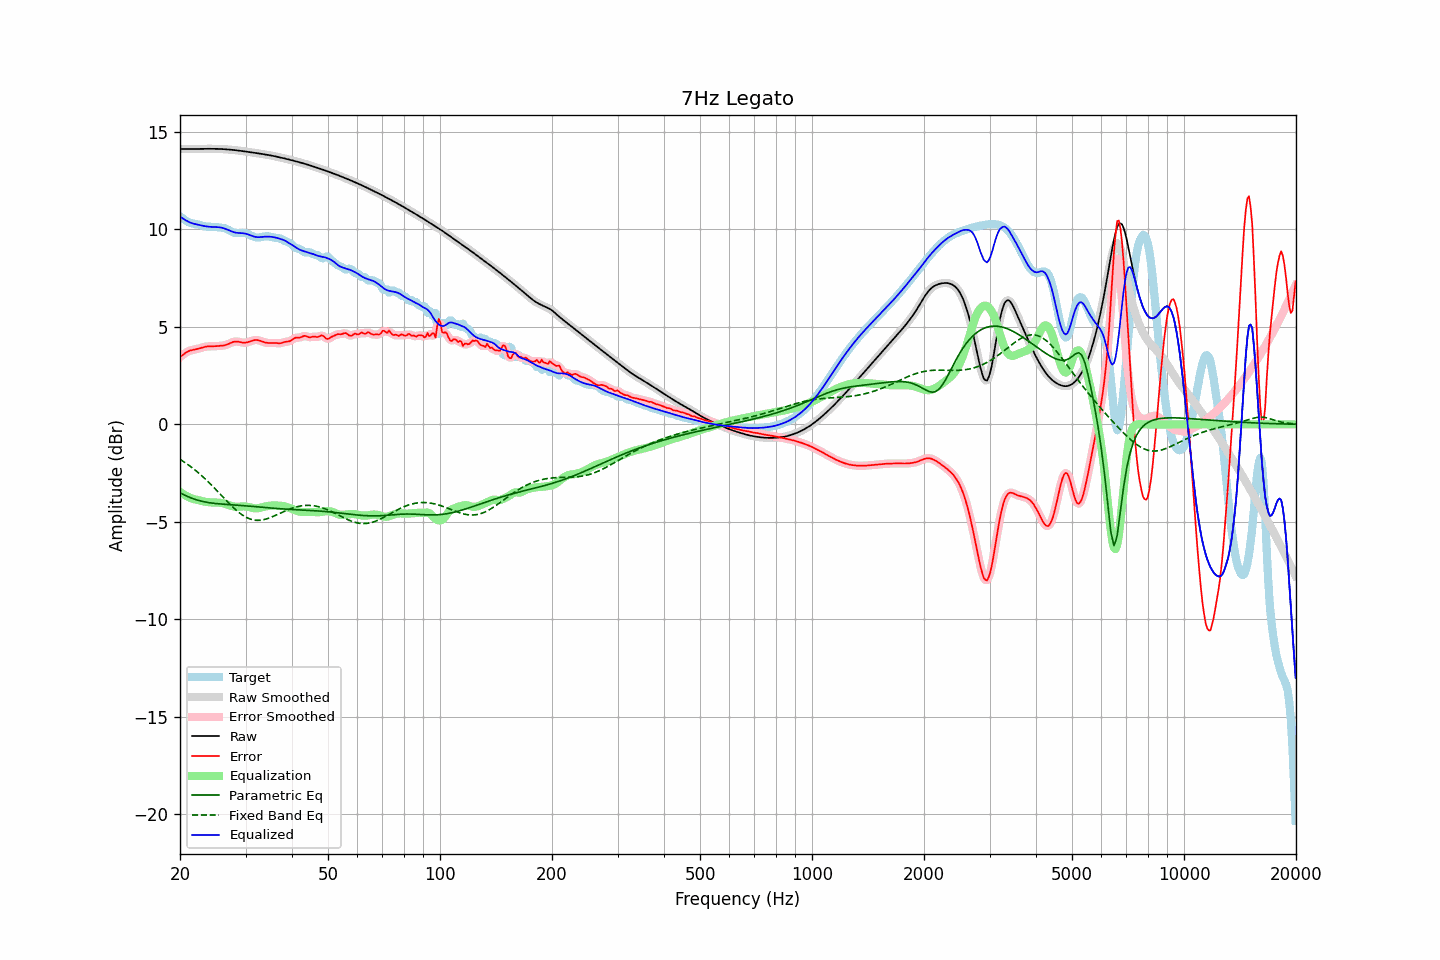 7Hz Legato
15
10
5
0
−5
−10
−15
−20
Amplitude (dBr)
Target
Raw Smoothed
Error Smoothed
Raw
Error
Equalization
Parametric Eq
Fixed Band Eq
Equalized
20
50
100
200
500
1000
2000
5000
10000
20000
Frequency (Hz)